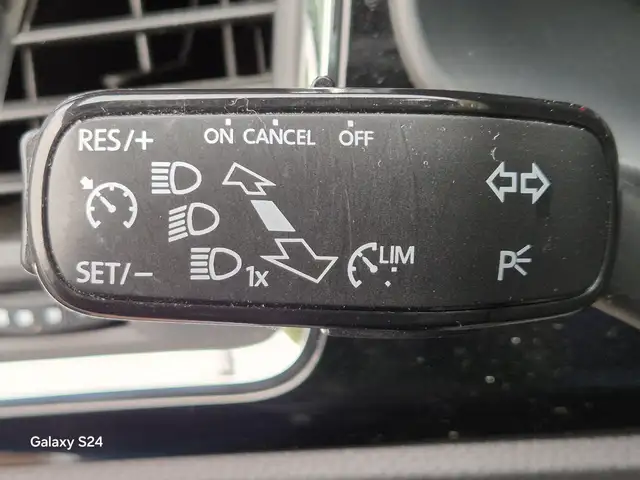 RES/+
ON CANCEL OFF
SET/−
1x
LIM
P
Galaxy S24